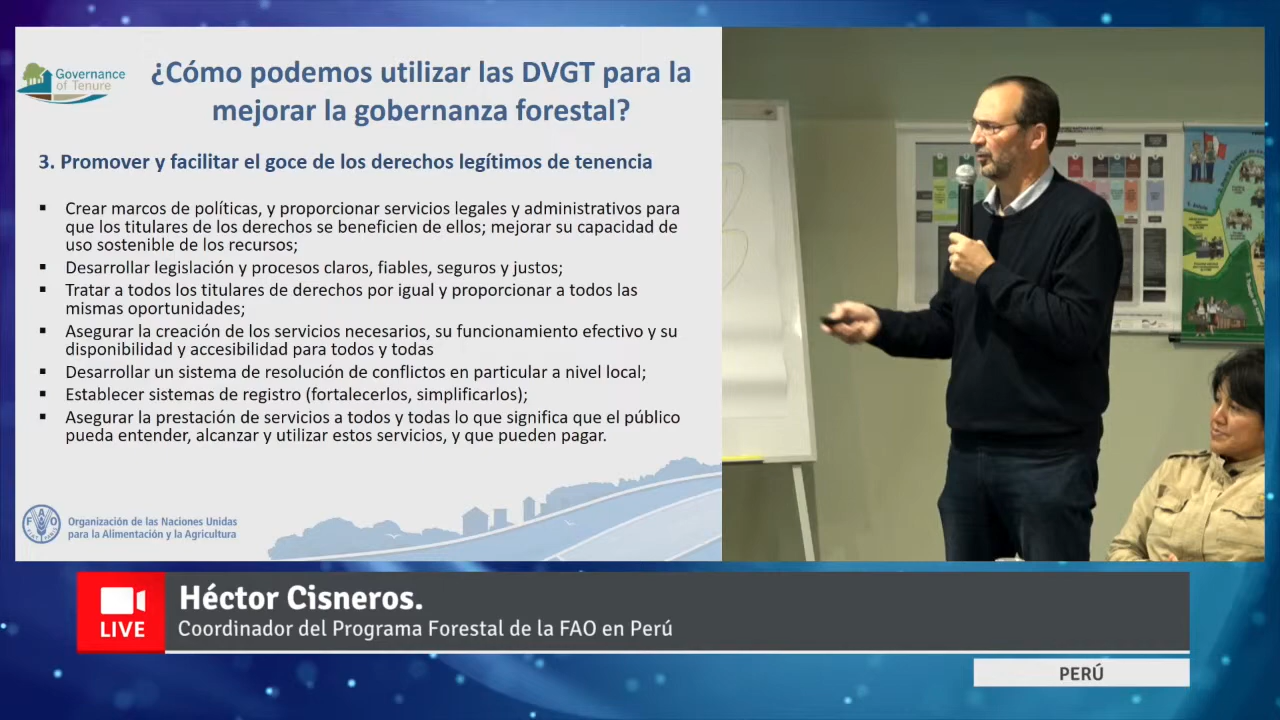 Governance
of Tenure
¿Cómo podemos utilizar las DVGT para la
mejorar la gobernanza forestal?
3. Promover y facilitar el goce de los derechos legítimos de tenencia
▪ Crear marcos de políticas, y proporcionar servicios legales y administrativos para
que los titulares de los derechos se beneficien de ellos; mejorar su capacidad de
uso sostenible de los recursos;
▪ Desarrollar legislación y procesos claros, fiables, seguros y justos;
▪ Tratar a todos los titulares de derechos por igual y proporcionar a todos las
mismas oportunidades;
▪ Asegurar la creación de los servicios necesarios, su funcionamiento efectivo y su
disponibilidad y accesibilidad para todos y todas
▪ Desarrollar un sistema de resolución de conflictos en particular a nivel local;
▪ Establecer sistemas de registro (fortalecerlos, simplificarlos);
▪ Asegurar la prestación de servicios a todos y todas lo que significa que el público
pueda entender, alcanzar y utilizar estos servicios, y que pueden pagar.
FAO
Organización de las Naciones Unidas
para la Alimentación y la Agricultura
LIVE
Héctor Cisneros.
Coordinador del Programa Forestal de la FAO en Perú
PERÚ